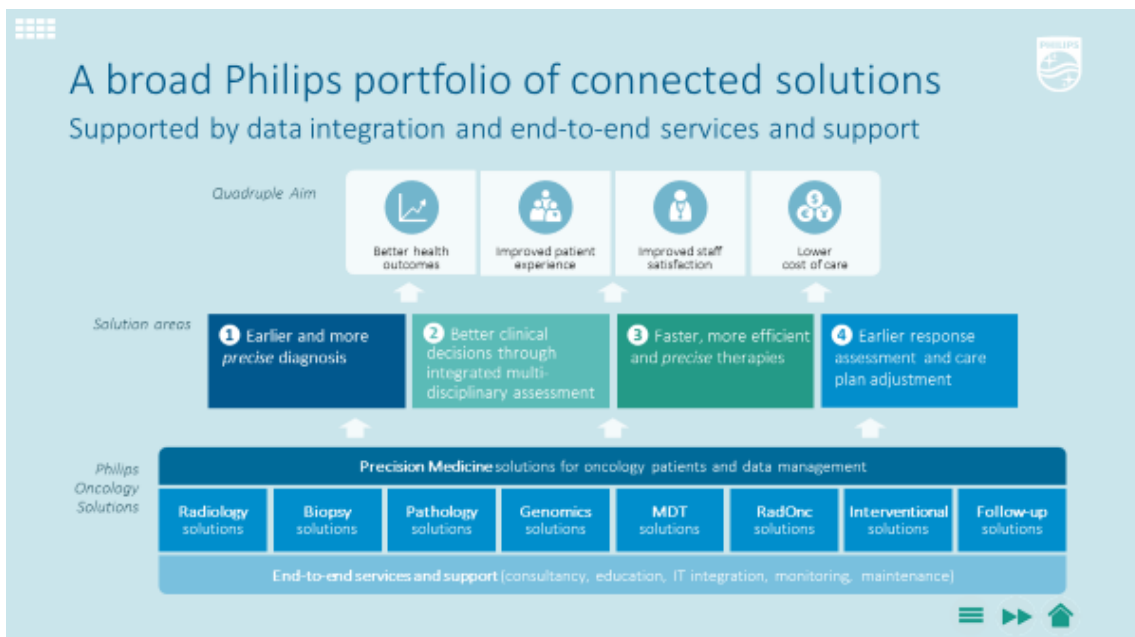 PHILIPS
A broad Philips portfolio of connected solutions
Supported by data integration and end-to-end services and support
Quadruple Aim
Better health
outcomes
Improved patient
experience
Improved staff
satisfaction
Lower
cost of care
Solution areas
1 Earlier and more
precise diagnosis
2 Better clinical
decisions through
integrated multi-
disciplinary assessment
3 Faster, more efficient
and precise therapies
4 Earlier response
assessment and care
plan adjustment
Philips
Oncology
Solutions
Precision Medicine solutions for oncology patients and data management
Radiology
solutions
Biopsy
solutions
Pathology
solutions
Genomics
solutions
MDT
solutions
RadOnc
solutions
Interventional
solutions
Follow-up
solutions
End-to-end services and support (consultancy, education, IT integration, monitoring, maintenance)